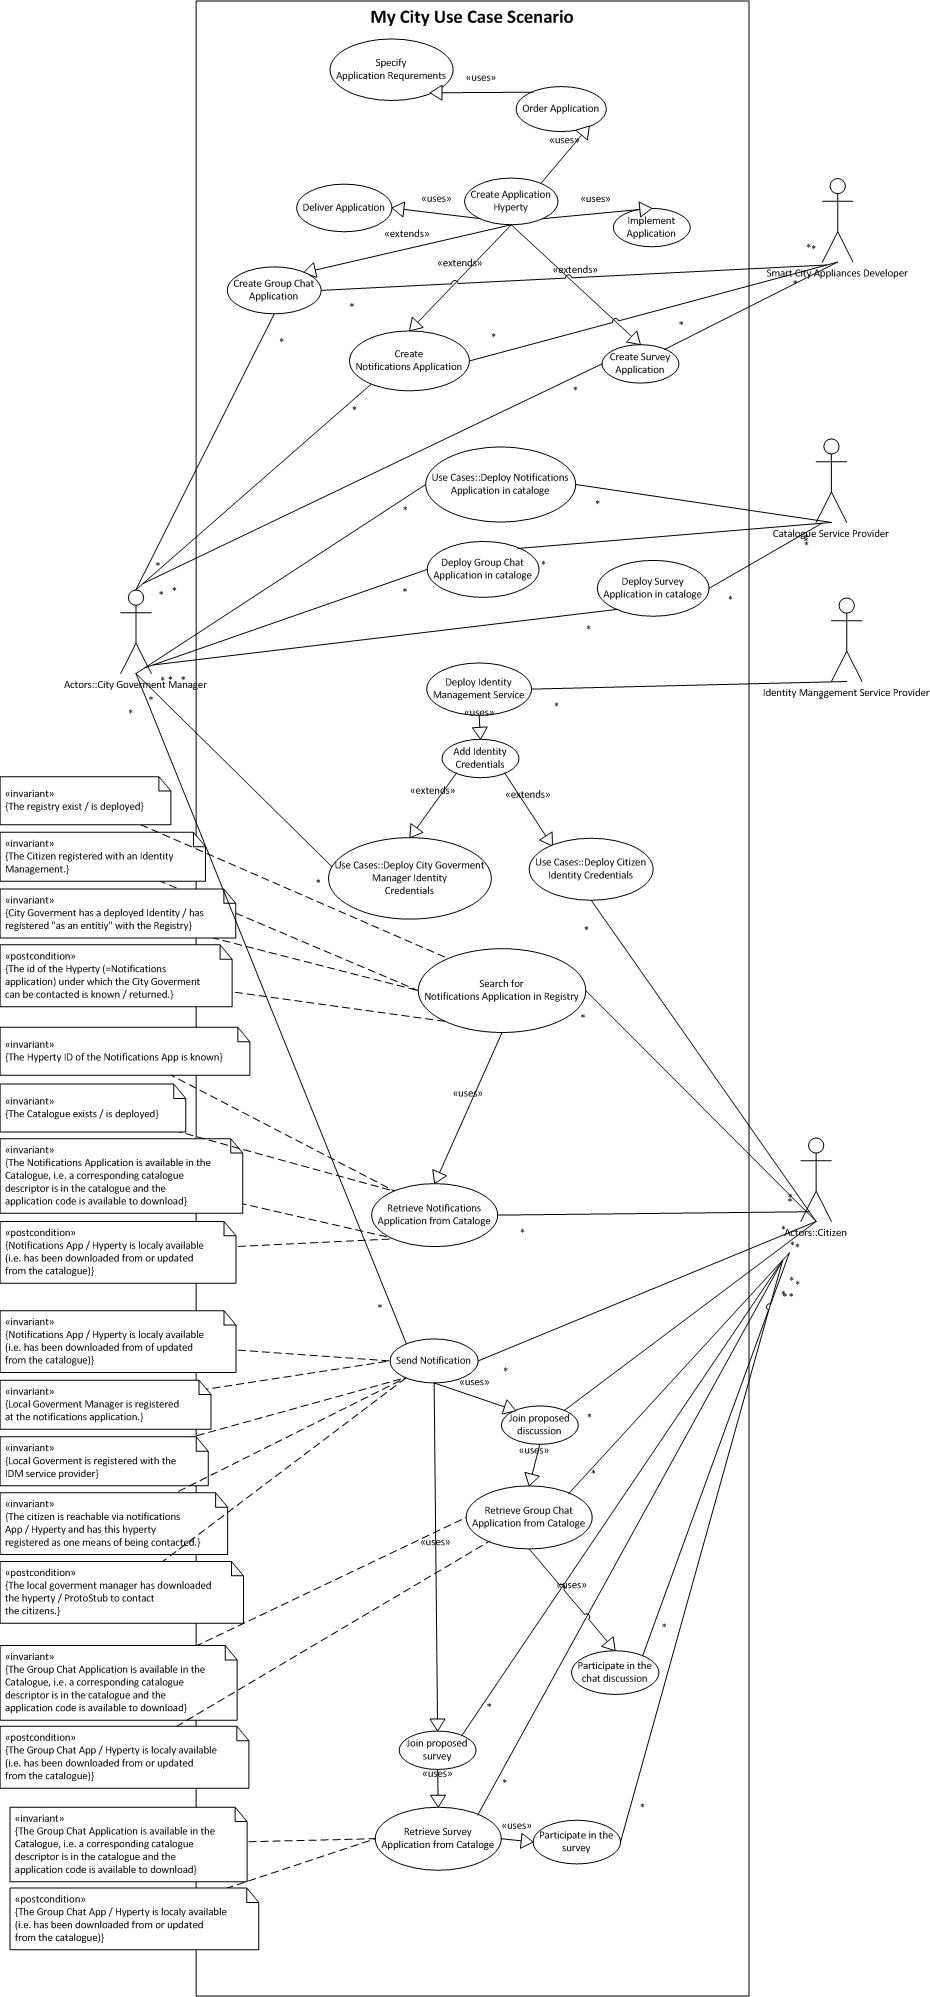 My City Use Case Scenario
Specify
Application Requrements
«uses»
Order Application
«uses»
Create Application
Hyperty
Deliver Application
«uses»
«uses»
Implement
Application
«extends»
«extends»
«extends»
Create Group Chat
Application
*
*
*
Smart City Appliances Developer
*
*
*
*
Create
Notifications Application
Create Survey
Application
*
*
Use Cases::Deploy Notifications
Application in cataloge
*
*
Catalogue Service Provider
*
*
*
Deploy Group Chat
Application in cataloge
*
*
Deploy Survey
Application in cataloge
*
*
*
*
*
Actors::City Goverment Manager
*
*
*
*
*
Deploy Identity
Management Service
*
Identity Mangagement Service Provider
*
«uses»
Add Identity
Credentials
«extends»
«extends»
«invariant»
{The registry exist / is deployed}
«invariant»
{The Citizen registered with an Identity
Management.}
Use Cases::Deploy City Goverment
Manager Identity
Credentials
*
Use Cases::Deploy Citizen
Identity Credentials
*
«invariant»
{City Goverment has a deployed Identity / has
registered "as an entitiy" with the Registry}
«postcondition»
{The id of the Hyperty (=Notifications
application) under which the City Goverment
can be contacted is known / returned.}
Search for
Notifications Application in Registry
*
«invariant»
{The Hyperty ID of the Notifications App is known}
«uses»
«invariant»
{The Catalogue exists / is deployed}
«invariant»
{The Notifications Application is available in the
Catalogue, i.e. a corresponding catalogue
descriptor is in the catalogue and the
application code is available to download}
Retrieve Notifications
Application from Cataloge
*
*
*
*
Actors::Citizen
*
*
*
*
*
*
«postcondition»
{Notifications App / Hyperty is localy available
(i.e. has been downloaded from or updated
from the catalogue)}
*
«invariant»
{Notifications App / Hyperty is localy available
(i.e. has been downloaded from of updated
from the catalogue)}
Send Notification
*
«uses»
«invariant»
{Local Goverment Manager is registered
at the notifications application.}
Join proposed
discussion
*
«uses»
«invariant»
{Local Goverment is registered with the
IDM service provider}
*
«invariant»
{The citizen is reachable via notifications
App / Hyperty and has this hyperty
registered as one means of being contacted.}
Retrieve Group Chat
Application from Cataloge
«uses»
«uses»
«postcondition»
{The local goverment manager has downloaded
the hyperty / ProtoStub to contact
the citizens.}
*
«invariant»
{The Group Chat Application is available in the
Catalogue, i.e. a corresponding catalogue
descriptor is in the catalogue and the
application code is available to download}
Participate in the
chat discussion
*
«postcondition»
{The Group Chat App / Hyperty is localy available
(i.e. has been downloaded from or updated
from the catalogue)}
Join proposed
survey
«uses»
*
*
«invariant»
{The Group Chat Application is available in the
Catalogue, i.e. a corresponding catalogue
descriptor is in the catalogue and the
application code is available to download}
Retrieve Survey
Application from Cataloge
«uses»
Participate in the
survey
«postcondition»
{The Group Chat App / Hyperty is localy available
(i.e. has been downloaded from or updated
from the catalogue)}